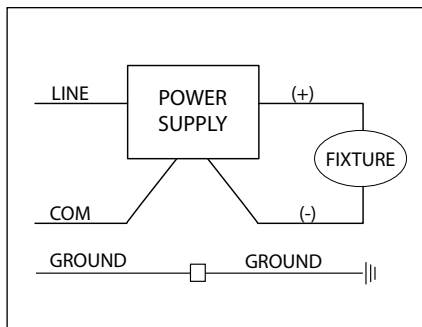 LINE
POWER
SUPPLY
(+)
FIXTURE
COM
(-)
GROUND
GROUND